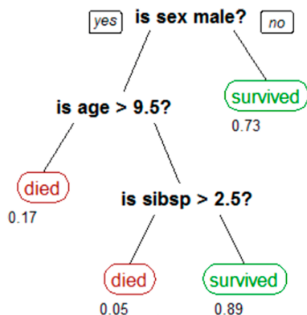 yes is sex male? no
is age > 9.5?
survived
0.73
died
0.17
is sibsp > 2.5?
died
survived
0.05
0.89